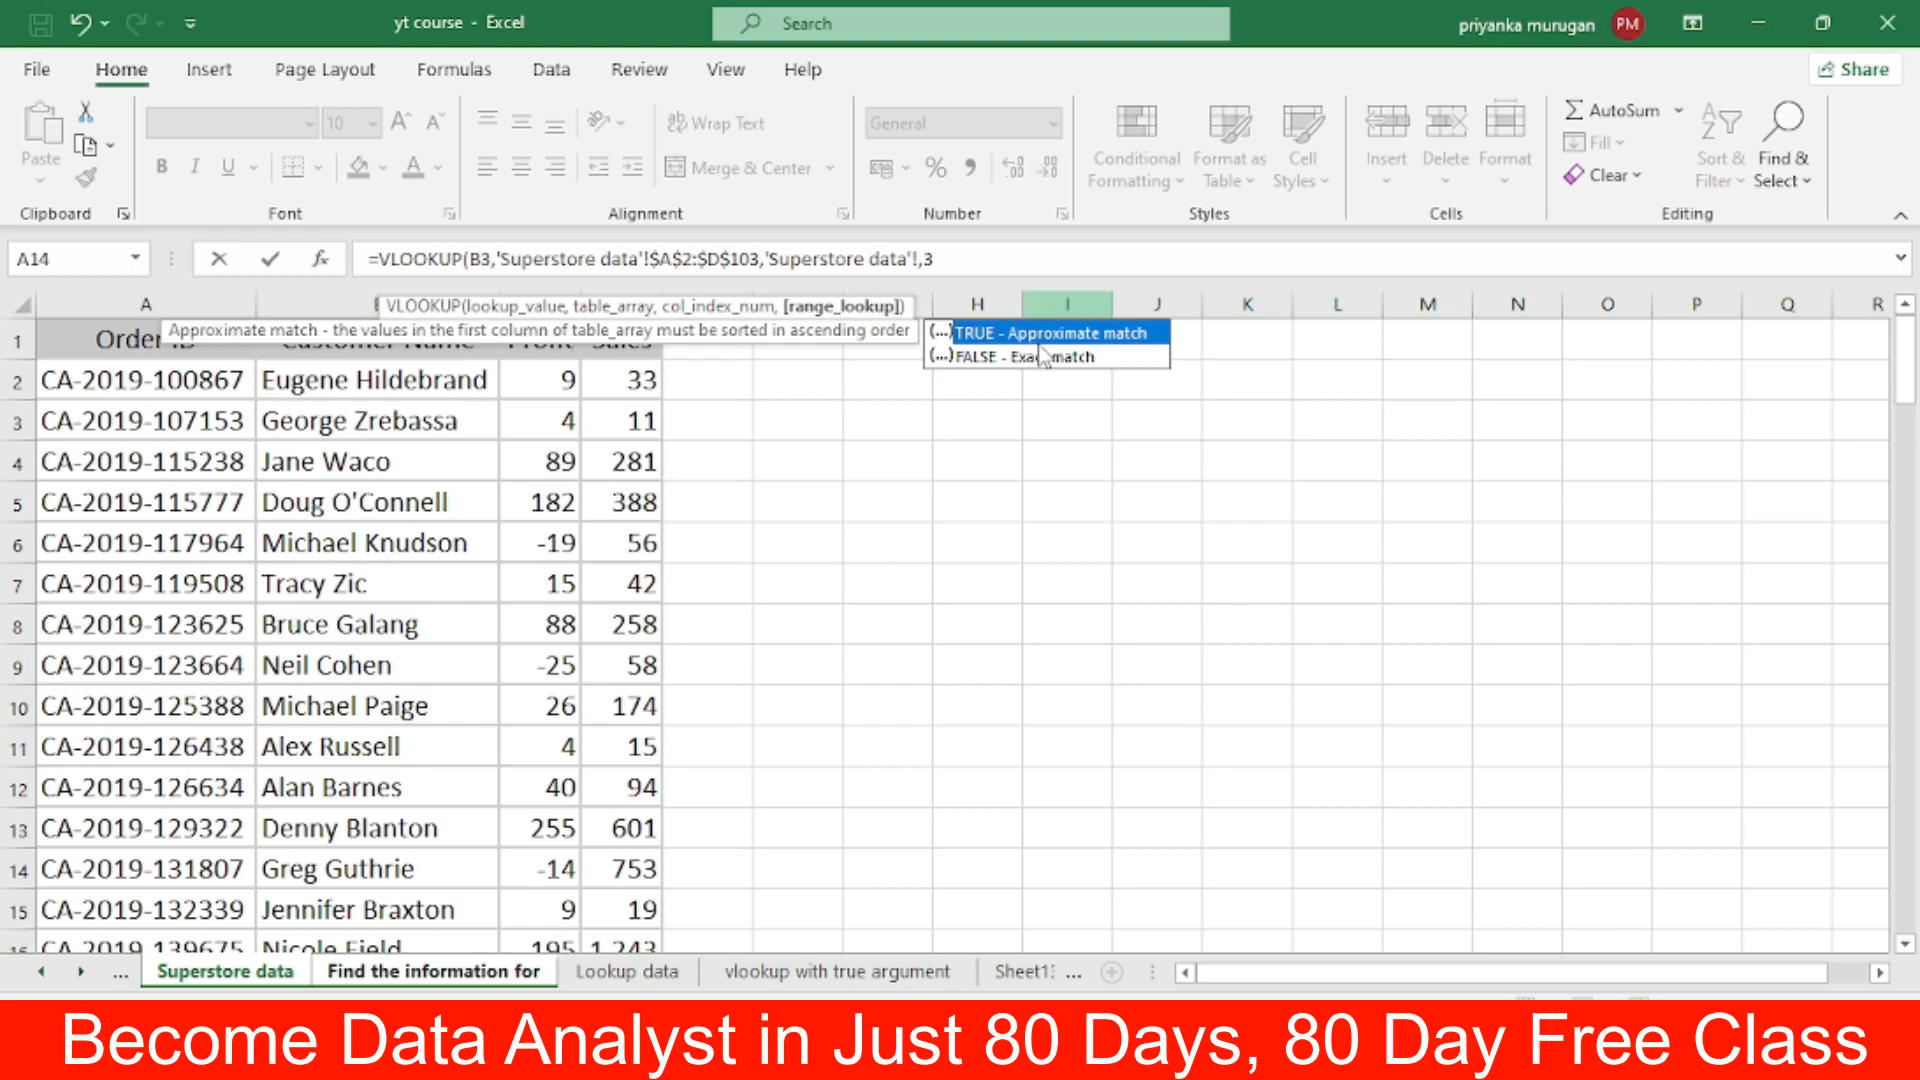 yt course - Excel
Search
priyanka murugan PM
File Home Insert Page Layout Formulas Data Review View Help Share
Paste
10
Wrap Text
Merge & Center
General
Conditional Formatting
Format as Table
Cell Styles
Insert Delete Format
AutoSum
Fill
Clear
Sort & Filter
Find & Select
Clipboard Font Alignment Number Styles Cells Editing
A14 fx =VLOOKUP(B3,'Superstore data'!$A$2:$D$103,'Superstore data'!,3
VLOOKUP(lookup_value, table_array, col_index_num, [range_lookup])
Approximate match - the values in the first column of table_array must be sorted in ascending order
(...)TRUE - Approximate match
(...)FALSE - Exact match
A H I J K L M N O P Q R
1
2 CA-2019-100867 Eugene Hildebrand 9 33
3 CA-2019-107153 George Zrebassa 4 11
4 CA-2019-115238 Jane Waco 89 281
5 CA-2019-115777 Doug O'Connell 182 388
6 CA-2019-117964 Michael Knudson -19 56
7 CA-2019-119508 Tracy Zic 15 42
8 CA-2019-123625 Bruce Galang 88 258
9 CA-2019-123664 Neil Cohen -25 58
10 CA-2019-125388 Michael Paige 26 174
11 CA-2019-126438 Alex Russell 4 15
12 CA-2019-126634 Alan Barnes 40 94
13 CA-2019-129322 Denny Blanton 255 601
14 CA-2019-131807 Greg Guthrie -14 753
15 CA-2019-132339 Jennifer Braxton 9 19
16 CA-2019-139675 Nicole Field 195 1,243
... Superstore data Find the information for Lookup data vlookup with true argument Sheet1 ...
Become Data Analyst in Just 80 Days, 80 Day Free Class